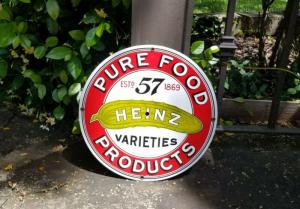 PURE FOOD
57
ESTD 1869
HEINZ
VARIETIES
PRODUCTS